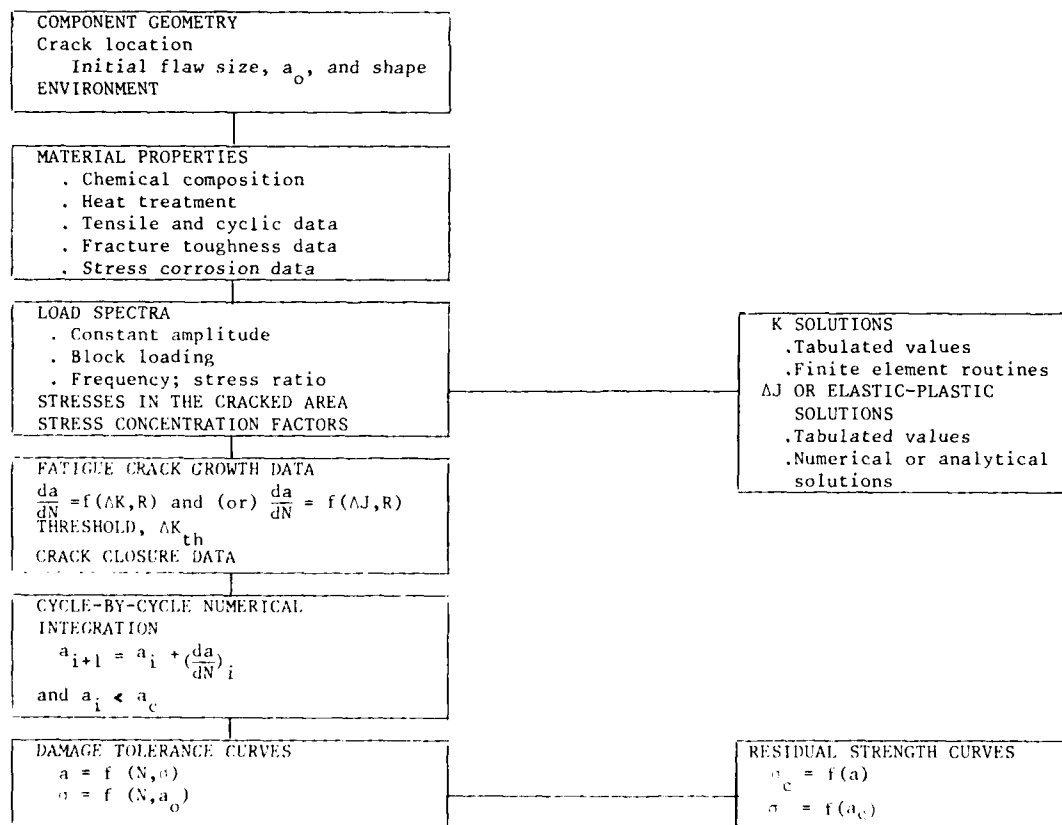 COMPONENT GEOMETRY
Crack location
Initial flaw size, a_o, and shape
ENVIRONMENT
MATERIAL PROPERTIES
. Chemical composition
. Heat treatment
. Tensile and cyclic data
. Fracture toughness data
. Stress corrosion data
LOAD SPECTRA
. Constant amplitude
. Block loading
. Frequency; stress ratio
STRESSES IN THE CRACKED AREA
STRESS CONCENTRATION FACTORS
K SOLUTIONS
.Tabulated values
.Finite element routines
ΔJ OR ELASTIC-PLASTIC
SOLUTIONS
.Tabulated values
.Numerical or analytical
solutions
FATIGUE CRACK GROWTH DATA
da/dN =f(ΔK,R) and (or) da/dN = f(ΔJ,R)
THRESHOLD, ΔK_th
CRACK CLOSURE DATA
CYCLE-BY-CYCLE NUMERICAL
INTEGRATION
a_i+1 = a_i +(da/dN)_i
and a_i < a_c
DAMAGE TOLERANCE CURVES
a = f (N,σ)
σ = f (N,a_o)
RESIDUAL STRENGTH CURVES
σ_c = f(a)
σ = f(a_c)